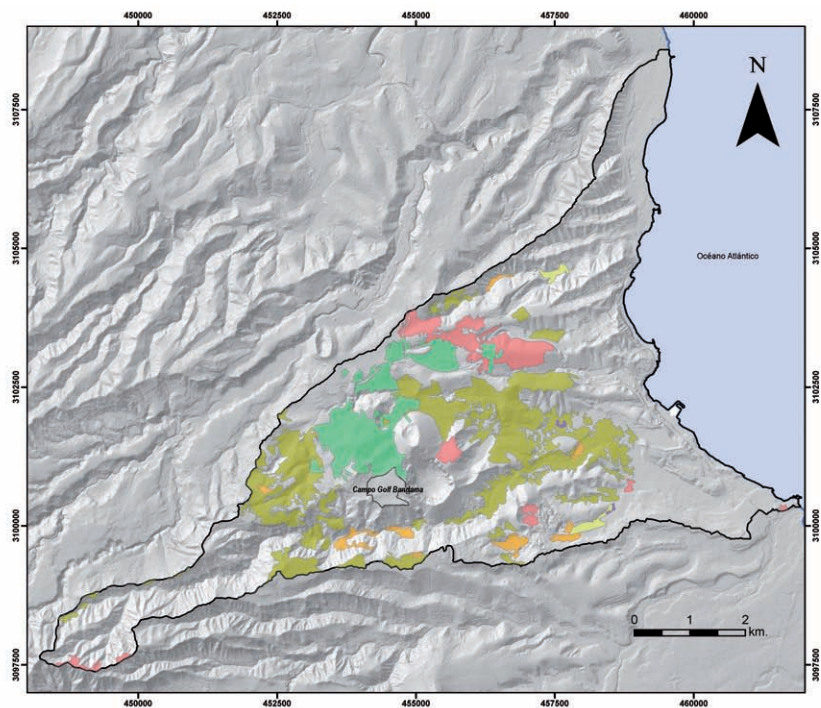 450000 452500 455000 457500 460000
N
3107500 3107500
3105000 3105000
Océano Atlántico
3102500 3102500
Campo Golf Bandama
3100000 3100000
0 1 2
km.
3097500 3097500
450000 452500 455000 457500 460000